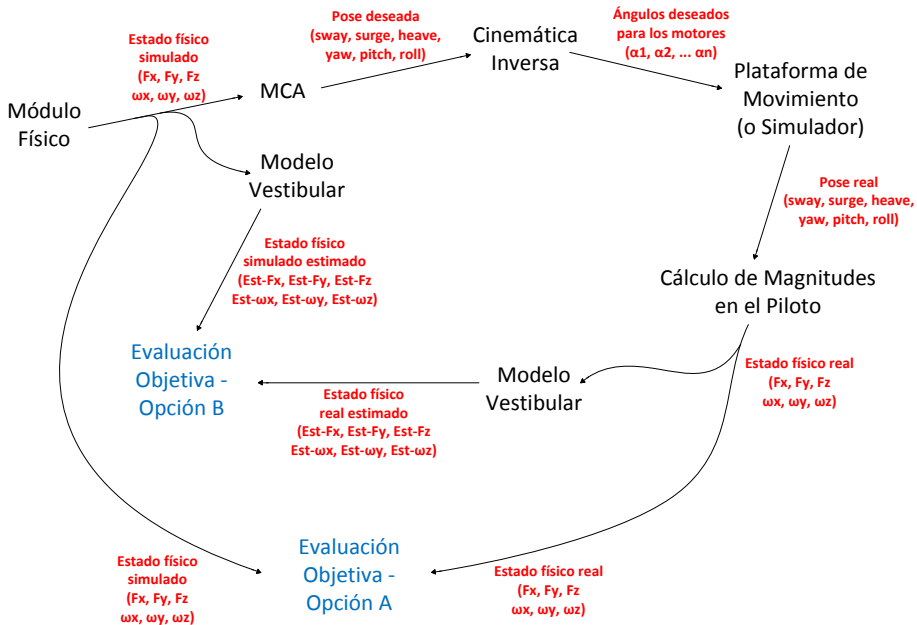 Estado físico
simulado
(Fx, Fy, Fz
ωx, ωy, ωz)
Pose deseada
(sway, surge, heave,
yaw, pitch, roll)
Cinemática
Inversa
Ángulos deseados
para los motores
(α1, α2, ... αn)
Módulo
Físico
MCA
Plataforma de
Movimiento
(o Simulador)
Modelo
Vestibular
Pose real
(sway, surge, heave,
yaw, pitch, roll)
Estado físico
simulado estimado
(Est-Fx, Est-Fy, Est-Fz
Est-ωx, Est-ωy, Est-ωz)
Cálculo de Magnitudes
en el Piloto
Evaluación
Objetiva -
Opción B
Estado físico
real estimado
(Est-Fx, Est-Fy, Est-Fz
Est-ωx, Est-ωy, Est-ωz)
Modelo
Vestibular
Estado físico real
(Fx, Fy, Fz
ωx, ωy, ωz)
Estado físico
simulado
(Fx, Fy, Fz
ωx, ωy, ωz)
Evaluación
Objetiva -
Opción A
Estado físico real
(Fx, Fy, Fz
ωx, ωy, ωz)